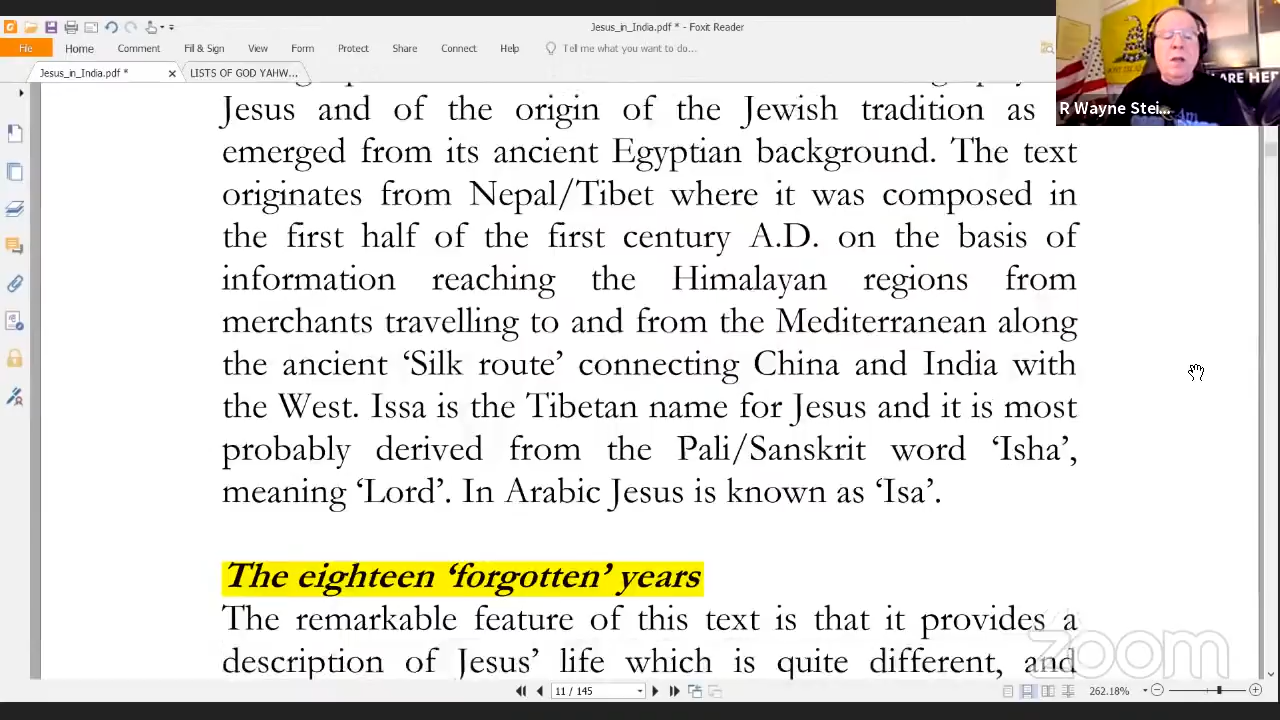 Jesus_in_India.pdf * - Foxit Reader
File Home Comment Fill & Sign View Form Protect Share Connect Help Tell me what you want to do...
Jesus_in_India.pdf * LISTS OF GOD YAHW...
R Wayne Stei...
Jesus and of the origin of the Jewish tradition as
emerged from its ancient Egyptian background. The text
originates from Nepal/Tibet where it was composed in
the first half of the first century A.D. on the basis of
information reaching the Himalayan regions from
merchants travelling to and from the Mediterranean along
the ancient ‘Silk route’ connecting China and India with
the West. Issa is the Tibetan name for Jesus and it is most
probably derived from the Pali/Sanskrit word ‘Isha’,
meaning ‘Lord’. In Arabic Jesus is known as ‘Isa’.
The eighteen ‘forgotten’ years
The remarkable feature of this text is that it provides a
description of Jesus’ life which is quite different, and
zoom
11 / 145
262.18%